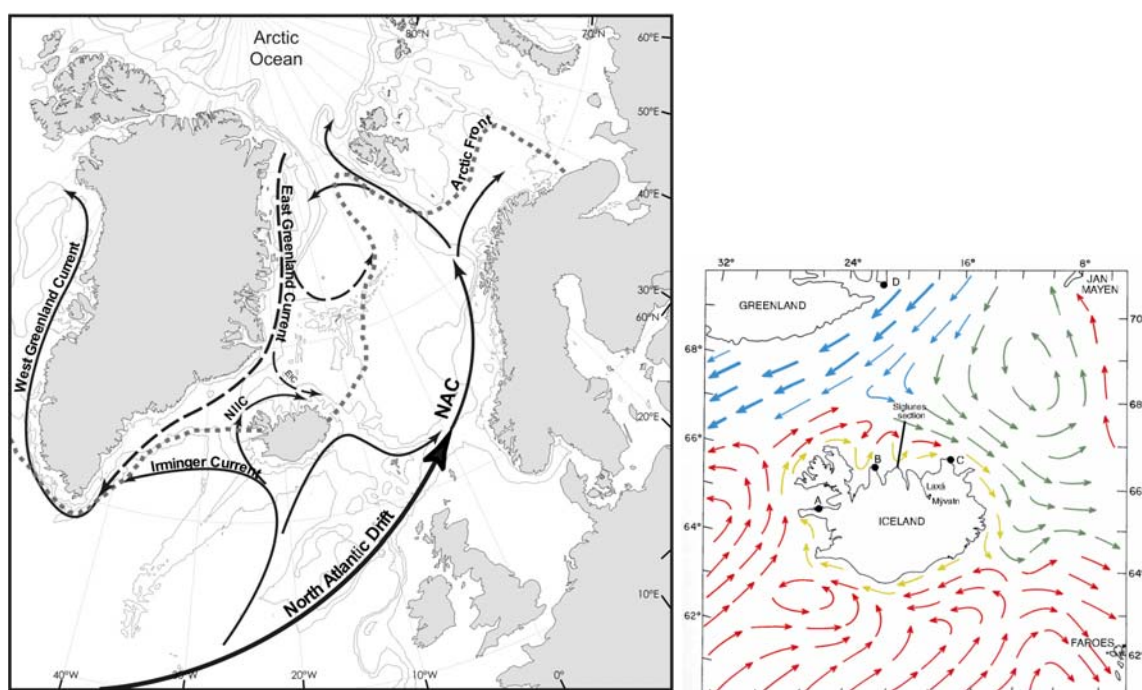 Arctic
Ocean
80°N
70°N
60°E
50°E
40°E
30°E
60°N
20°E
10°E
0°
10°W
20°W
30°W
40°W
Arctic Front
East Greenland Current
West Greenland Current
EIC
NIIC
Irminger Current
NAC
North Atlantic Drift
32°
24°
16°
8°
JAN
MAYEN
GREENLAND
D
70
68°
68
Siglunes
section
66°
66
B
C
Laxá
Mývatn
A
ICELAND
64°
64°
62°
FAROES
62°